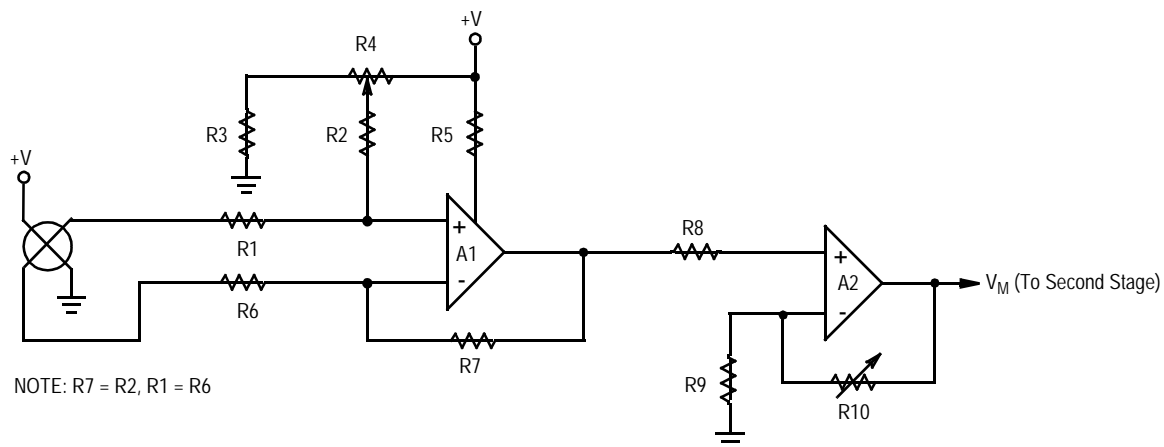 +V
R4
R3
R2
R5
+V
+
R1
A1
-
R6
R7
R8
+
A2
-
VM (To Second Stage)
R9
R10
NOTE: R7 = R2, R1 = R6